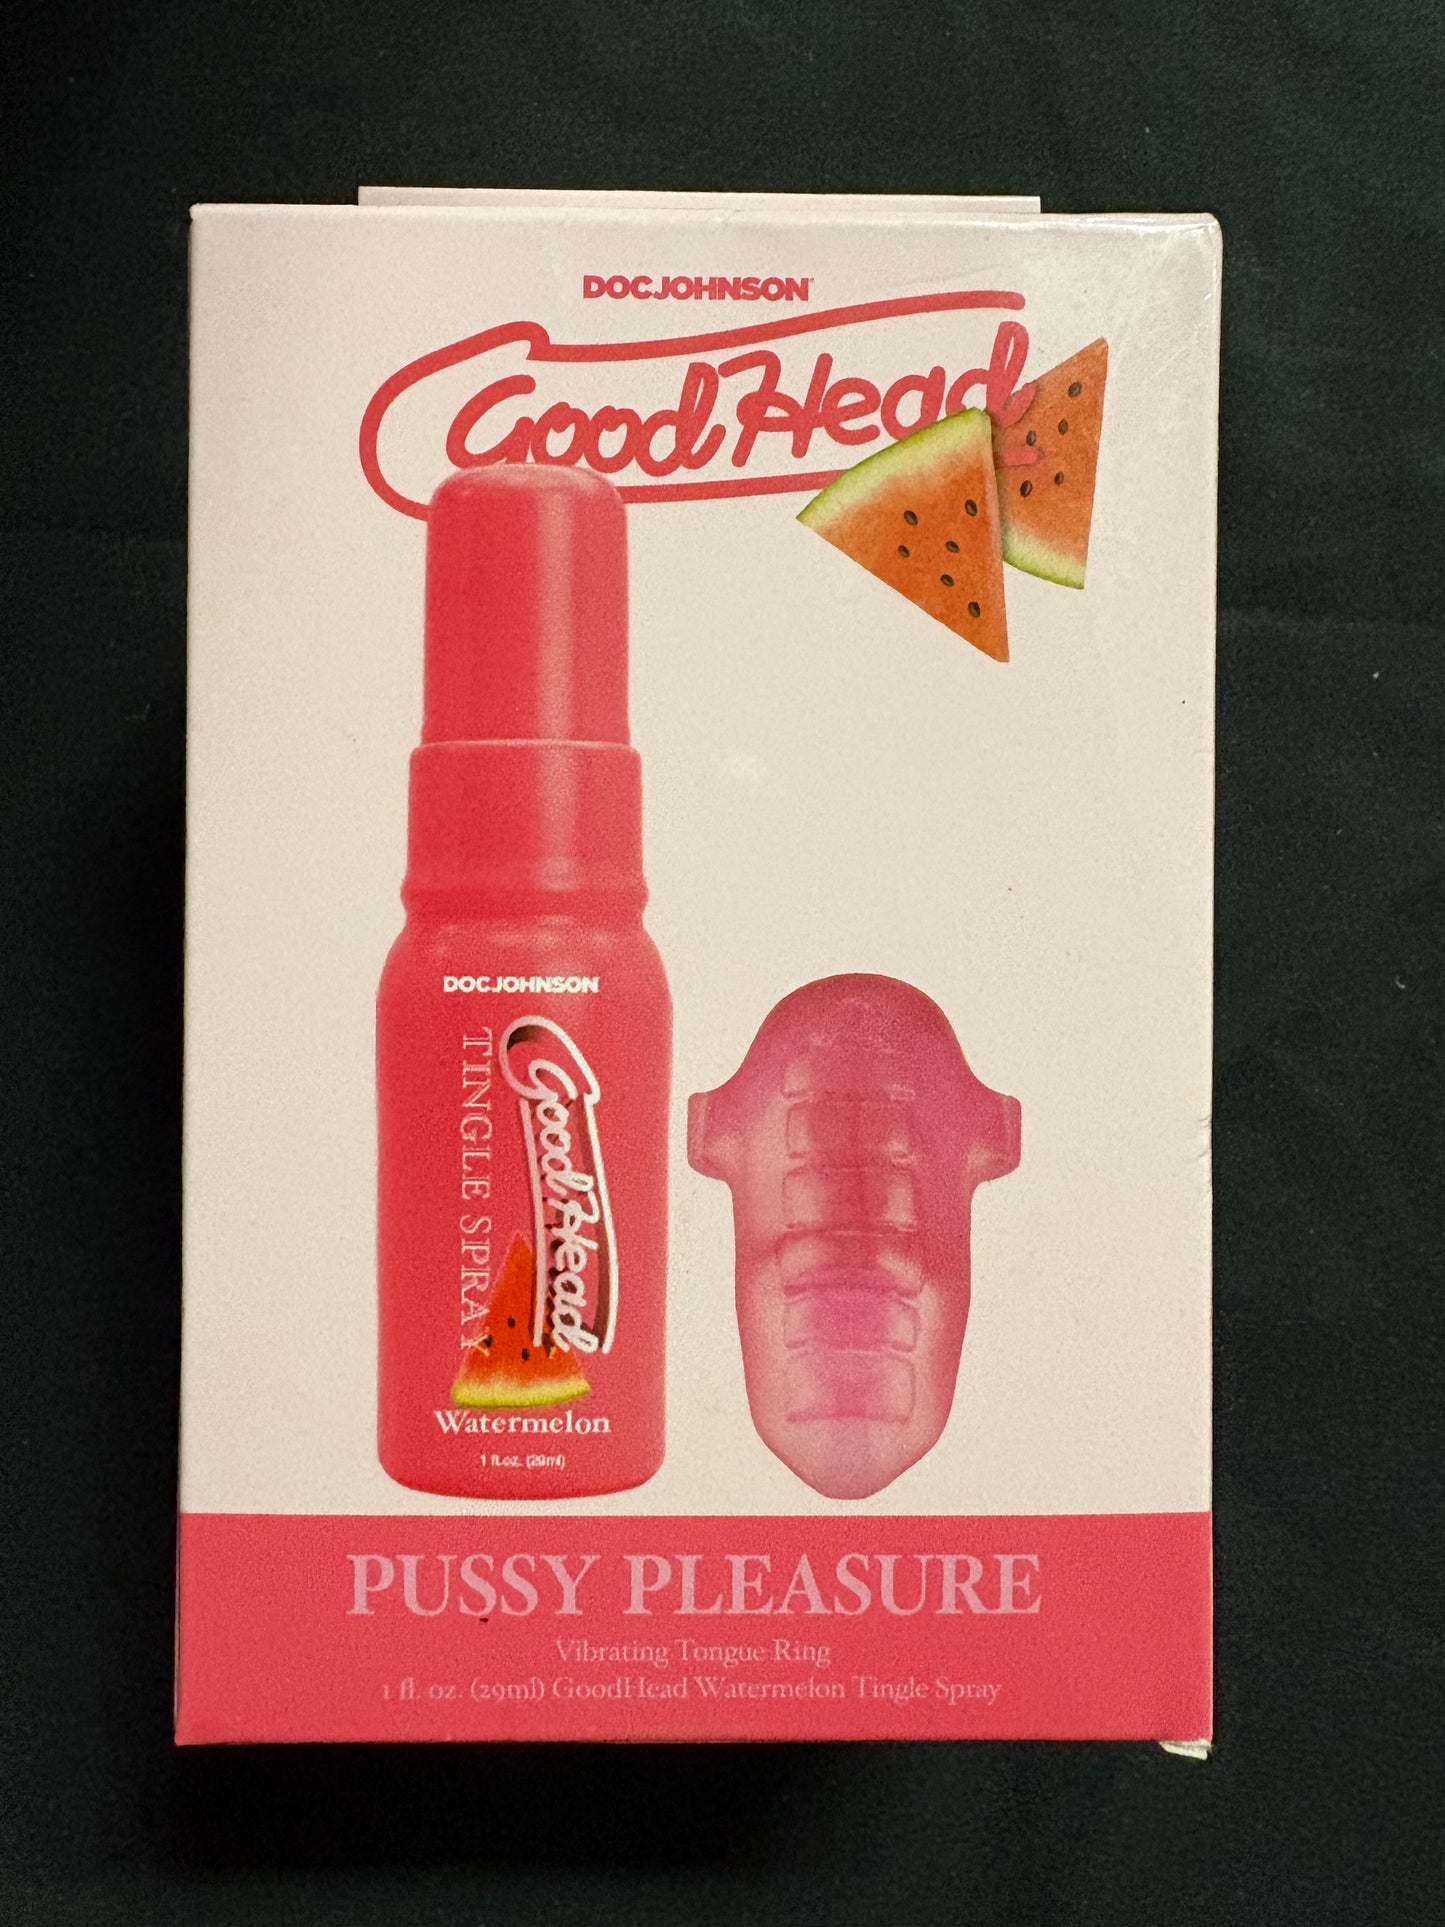 DOCJOHNSON
GoodHead
DOCJOHNSON
TINGLE SPRAY
GoodHead
Watermelon
1 fl. oz. (29ml)
PUSSY PLEASURE
Vibrating Tongue Ring
1 fl. oz. (29ml) GoodHead Watermelon Tingle Spray